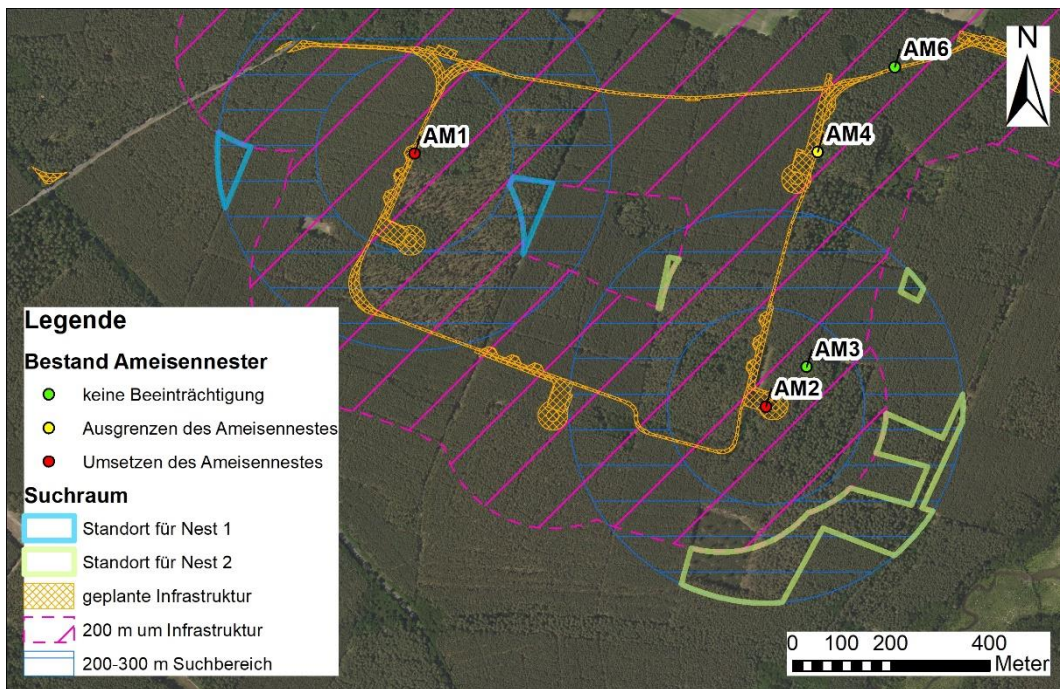 AM6
N
AM1
AM4
AM3
AM2
Legende
Bestand Ameisennester
keine Beeinträchtigung
Ausgrenzen des Ameisennestes
Umsetzen des Ameisennestes
Suchraum
Standort für Nest 1
Standort für Nest 2
geplante Infrastruktur
200 m um Infrastruktur
200-300 m Suchbereich
0 100 200 400
Meter